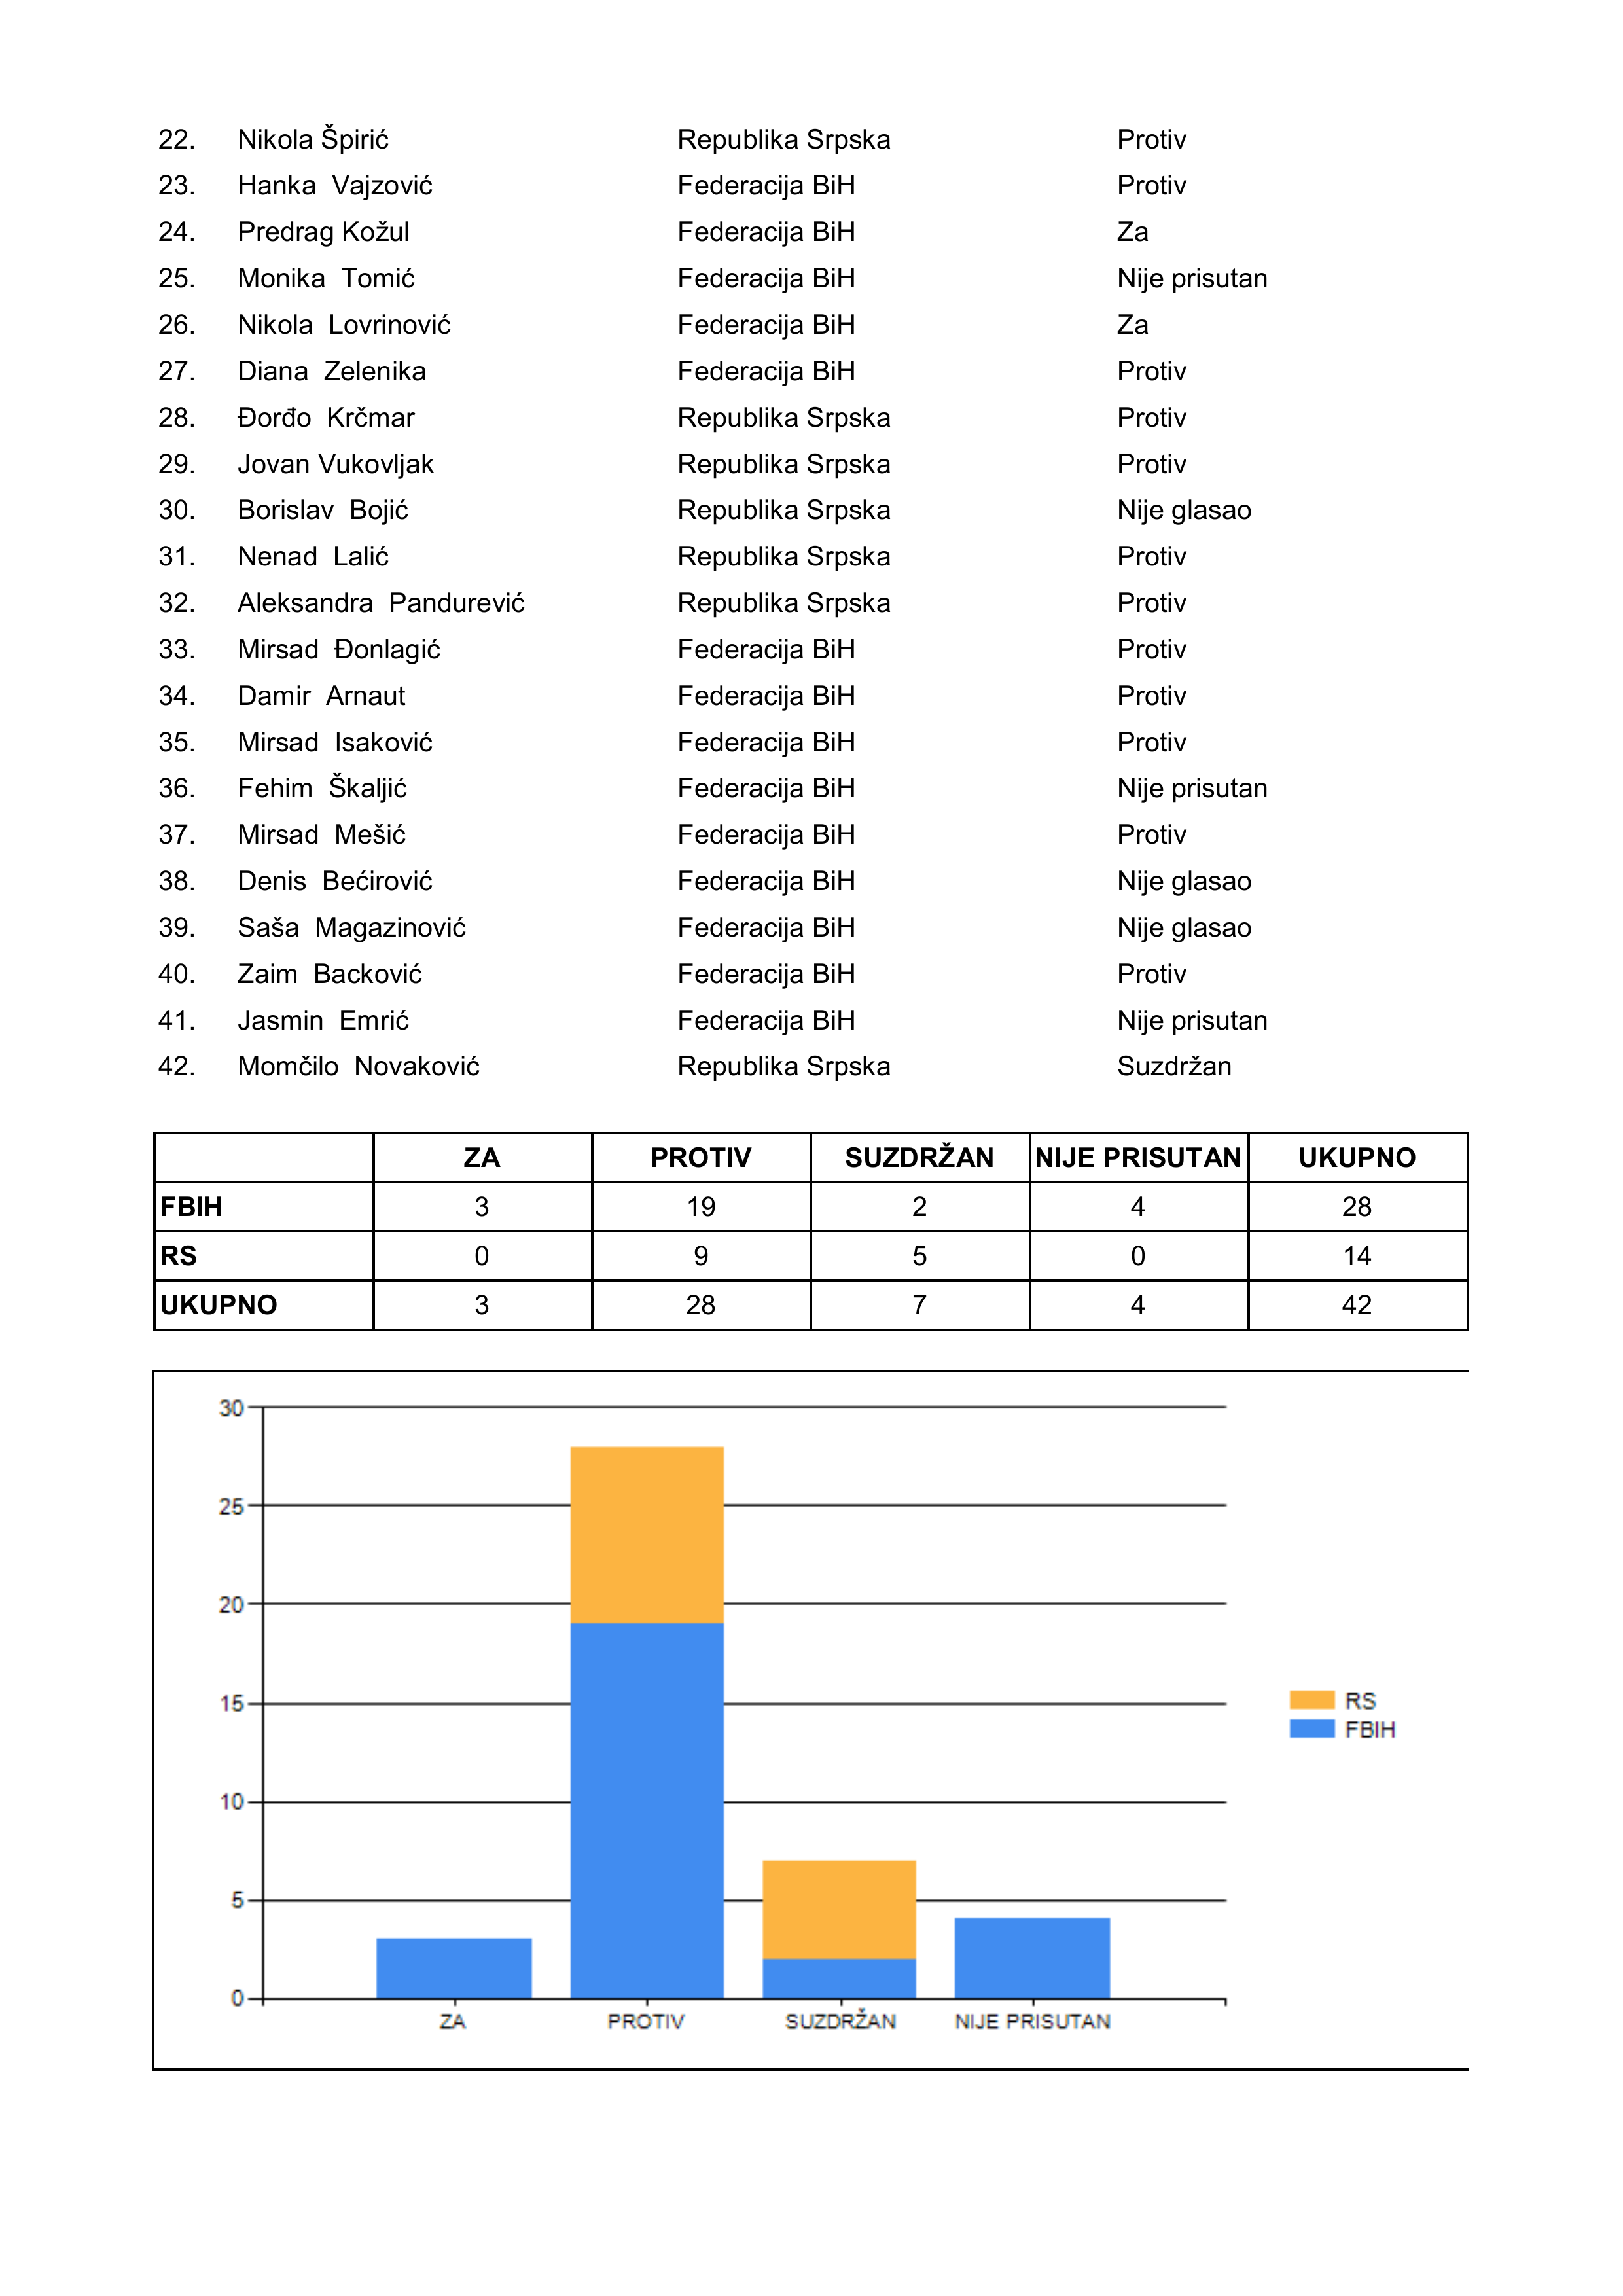 22. Nikola Špirić Republika Srpska Protiv
23. Hanka Vajzović Federacija BiH Protiv
24. Predrag Kožul Federacija BiH Za
25. Monika Tomić Federacija BiH Nije prisutan
26. Nikola Lovrinović Federacija BiH Za
27. Diana Zelenika Federacija BiH Protiv
28. Đorđo Krčmar Republika Srpska Protiv
29. Jovan Vukovljak Republika Srpska Protiv
30. Borislav Bojić Republika Srpska Nije glasao
31. Nenad Lalić Republika Srpska Protiv
32. Aleksandra Pandurević Republika Srpska Protiv
33. Mirsad Đonlagić Federacija BiH Protiv
34. Damir Arnaut Federacija BiH Protiv
35. Mirsad Isaković Federacija BiH Protiv
36. Fehim Škaljić Federacija BiH Nije prisutan
37. Mirsad Mešić Federacija BiH Protiv
38. Denis Bećirović Federacija BiH Nije glasao
39. Saša Magazinović Federacija BiH Nije glasao
40. Zaim Backović Federacija BiH Protiv
41. Jasmin Emrić Federacija BiH Nije prisutan
42. Momčilo Novaković Republika Srpska Suzdržan
ZA PROTIV SUZDRŽAN NIJE PRISUTAN UKUPNO
FBIH 3 19 2 4 28
RS 0 9 5 0 14
UKUPNO 3 28 7 4 42
30
25
20
15
10
5
0
ZA PROTIV SUZDRŽAN NIJE PRISUTAN
RS
FBIH